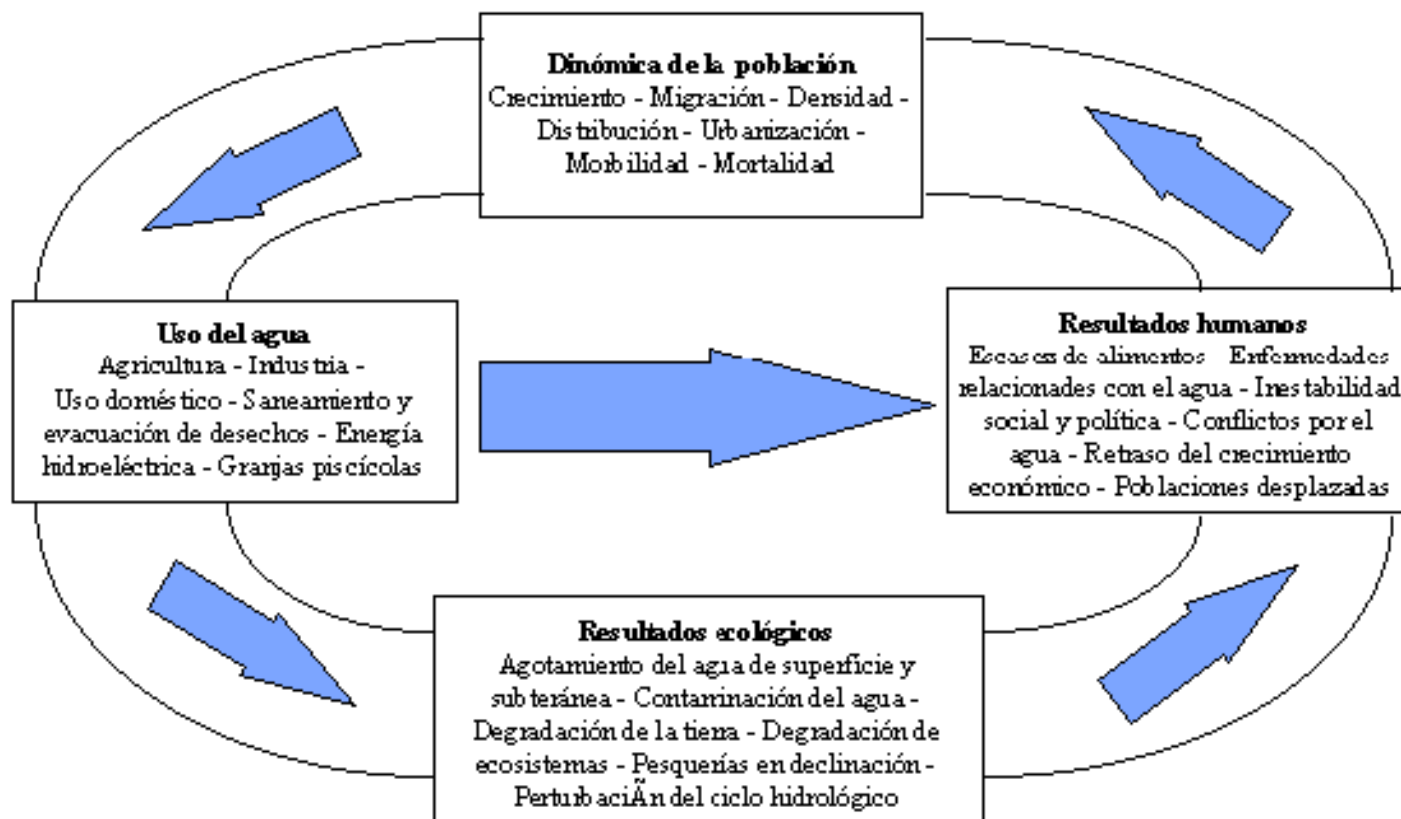 Dinómica de la población
Crecimiento - Migración - Densidad -
Distribución - Urbanización -
Morbilidad - Mortalidad
Uso del agua
Agricultura - Industria -
Uso doméstico - Saneamiento y
evacuación de desechos - Energía
hidroeléctrica - Granjas piscícolas
Resultados humanos
Escasez de alimentos - Enfermedades
relacionades con el agua - Inestabilidad
social y política - Conflictos por el
agua - Retraso del crecimiento
económico - Poblaciones desplazadas
Resultados ecológicos
Agotamiento del agua de superficie y
subteránea - Contaminación del agua -
Degradación de la tierra - Degradación de
ecosistemas - Pesquerías en declinación -
PerturbaciÃn del ciclo hidrológico